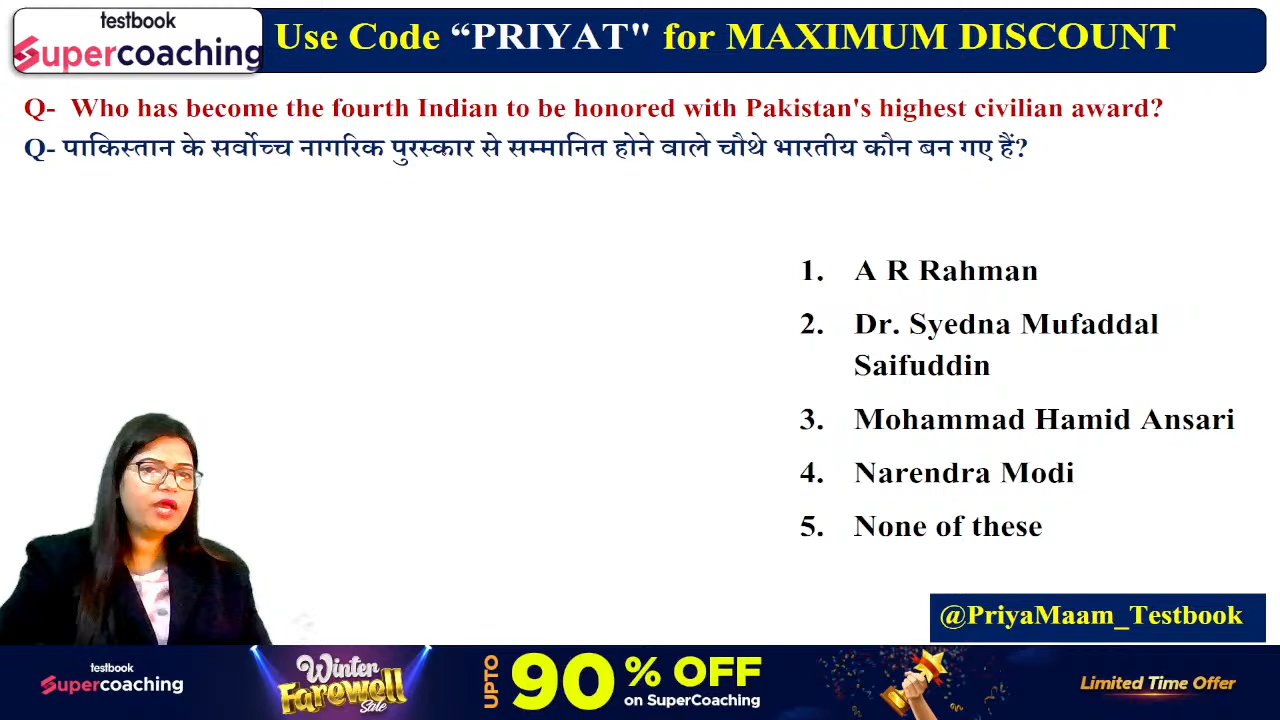 testbook
Supercoaching
Use Code “PRIYAT" for MAXIMUM DISCOUNT
Q- Who has become the fourth Indian to be honored with Pakistan's highest civilian award?
Q- पाकिस्तान के सर्वोच्च नागरिक पुरस्कार से सम्मानित होने वाले चौथे भारतीय कौन बन गए हैं?
1. A R Rahman
2. Dr. Syedna Mufaddal
Saifuddin
3. Mohammad Hamid Ansari
4. Narendra Modi
5. None of these
@PriyaMaam_Testbook
testbook
Supercoaching
Winter
Farewell
Sale
UPTO 90% OFF
on SuperCoaching
Limited Time Offer